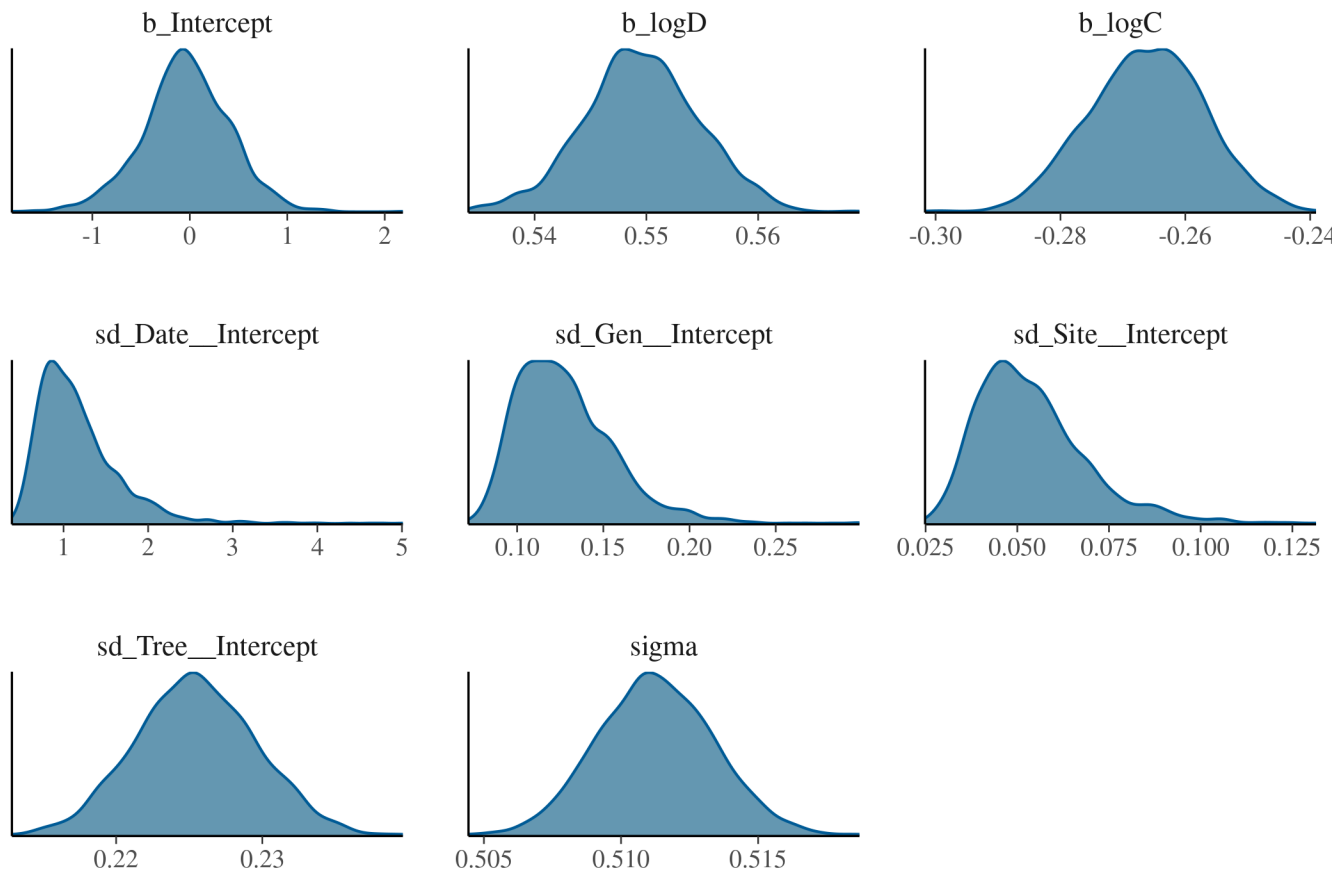 b_Intercept b_logD b_logC
-1 0 1 2 0.54 0.55 0.56 -0.30 -0.28 -0.26 -0.24
sd_Date__Intercept sd_Gen__Intercept sd_Site__Intercept
1 2 3 4 5 0.10 0.15 0.20 0.25 0.025 0.050 0.075 0.100 0.125
sd_Tree__Intercept sigma
0.22 0.23 0.505 0.510 0.515